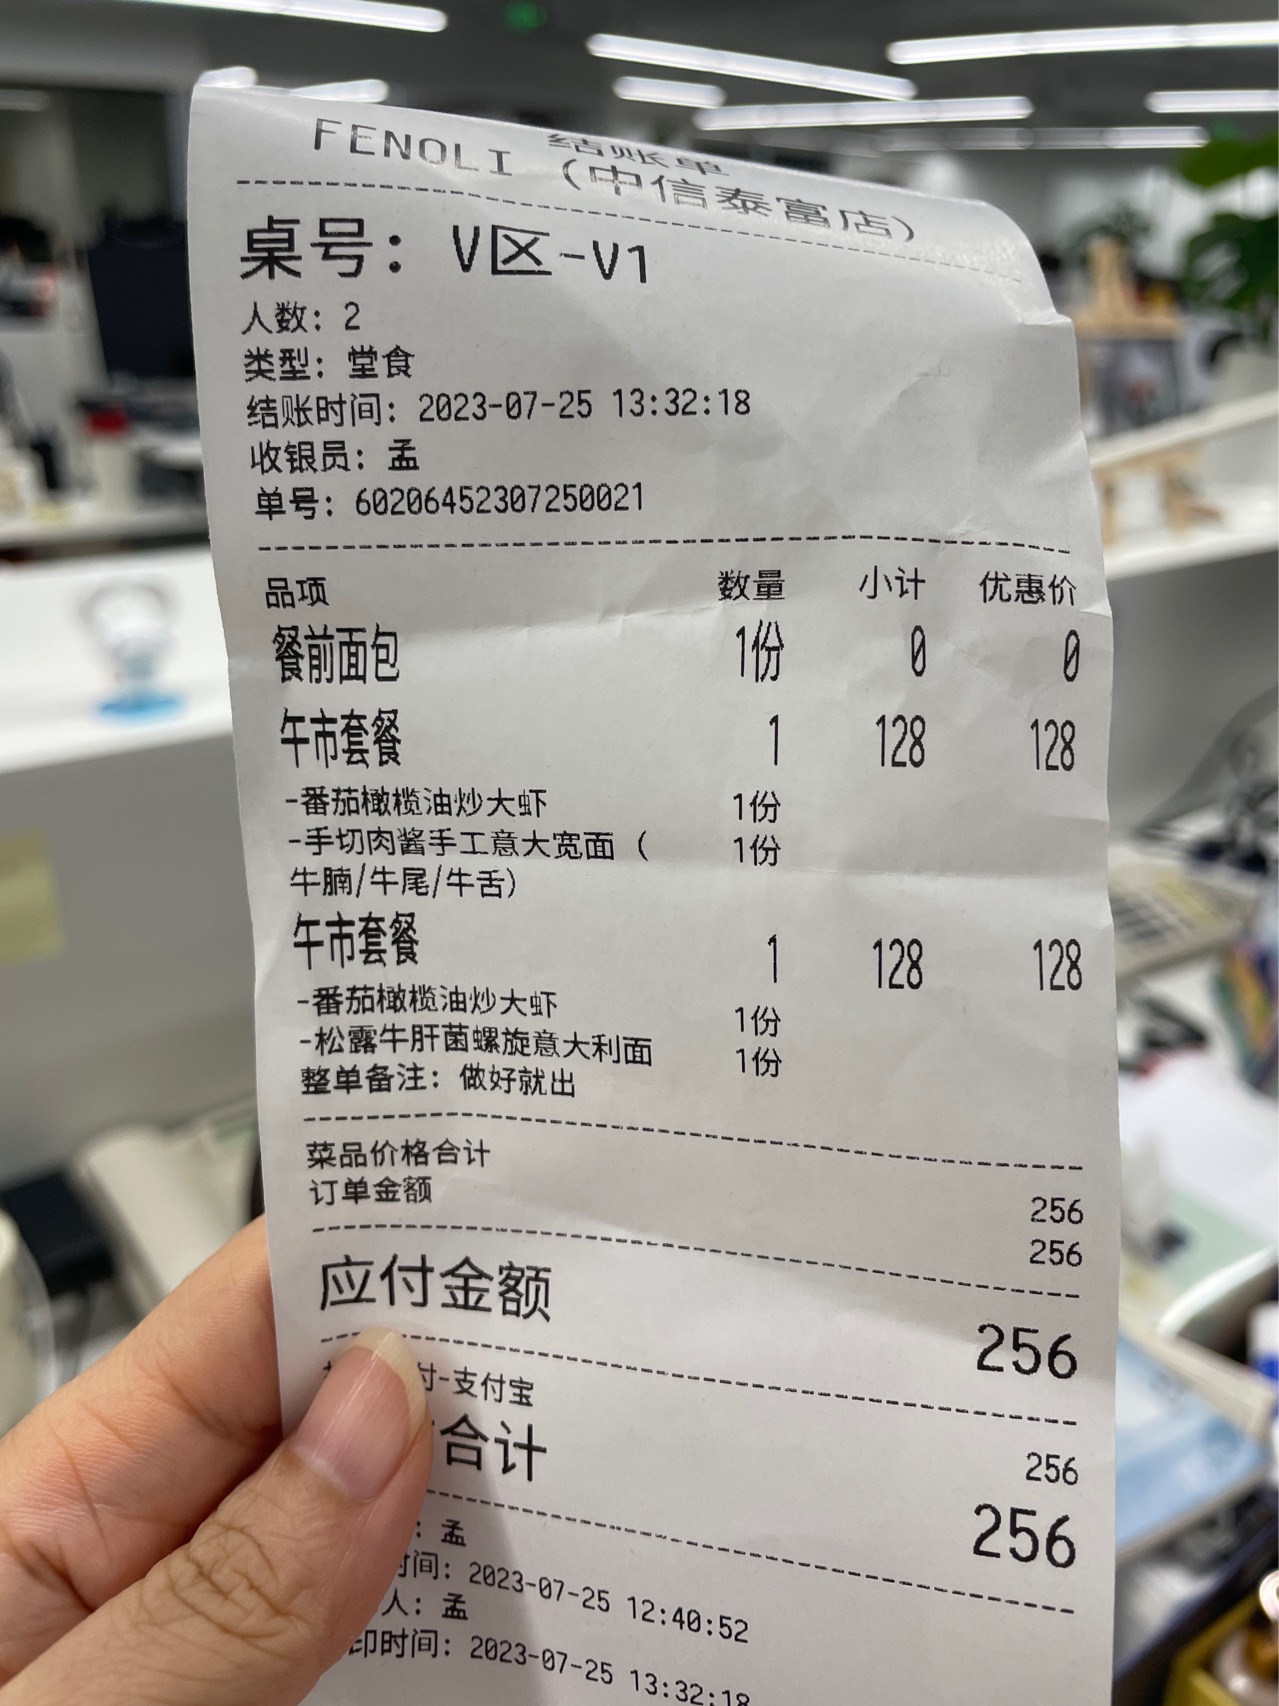 结账单
FENOLI (中信泰富店)
桌号: V区-V1
人数: 2
类型: 堂食
结账时间: 2023-07-25 13:32:18
收银员: 孟
单号: 60206452307250021
品项 数量 小计 优惠价
餐前面包 1份 0 0
午市套餐 1 128 128
-番茄橄榄油炒大虾 1份
-手切肉酱手工意大宽面 ( 1份
牛腩/牛尾/牛舌)
午市套餐 1 128 128
-番茄橄榄油炒大虾 1份
-松露牛肝菌螺旋意大利面 1份
整单备注: 做好就出
菜品价格合计 256
订单金额 256
应付金额 256
付-支付宝 256
合计 256
: 孟
时间: 2023-07-25 12:40:52
人: 孟
印时间: 2023-07-25 13:32:18